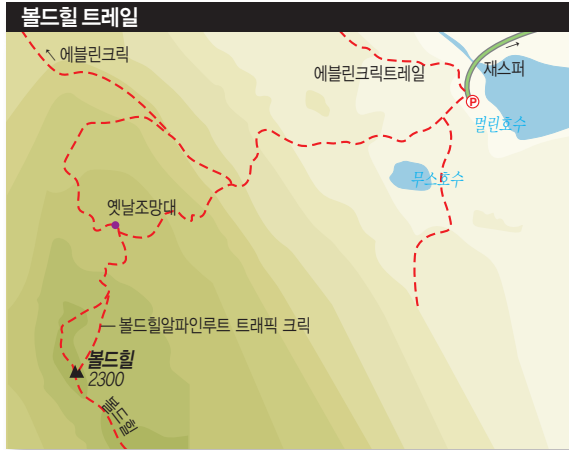 볼드힐 트레일
에블린크릭
에블린크릭트레일
재스퍼
P
멀린호수
무스호수
옛날조망대
볼드힐알파인루트 트래픽 크릭
볼드힐
2300
볼드힐